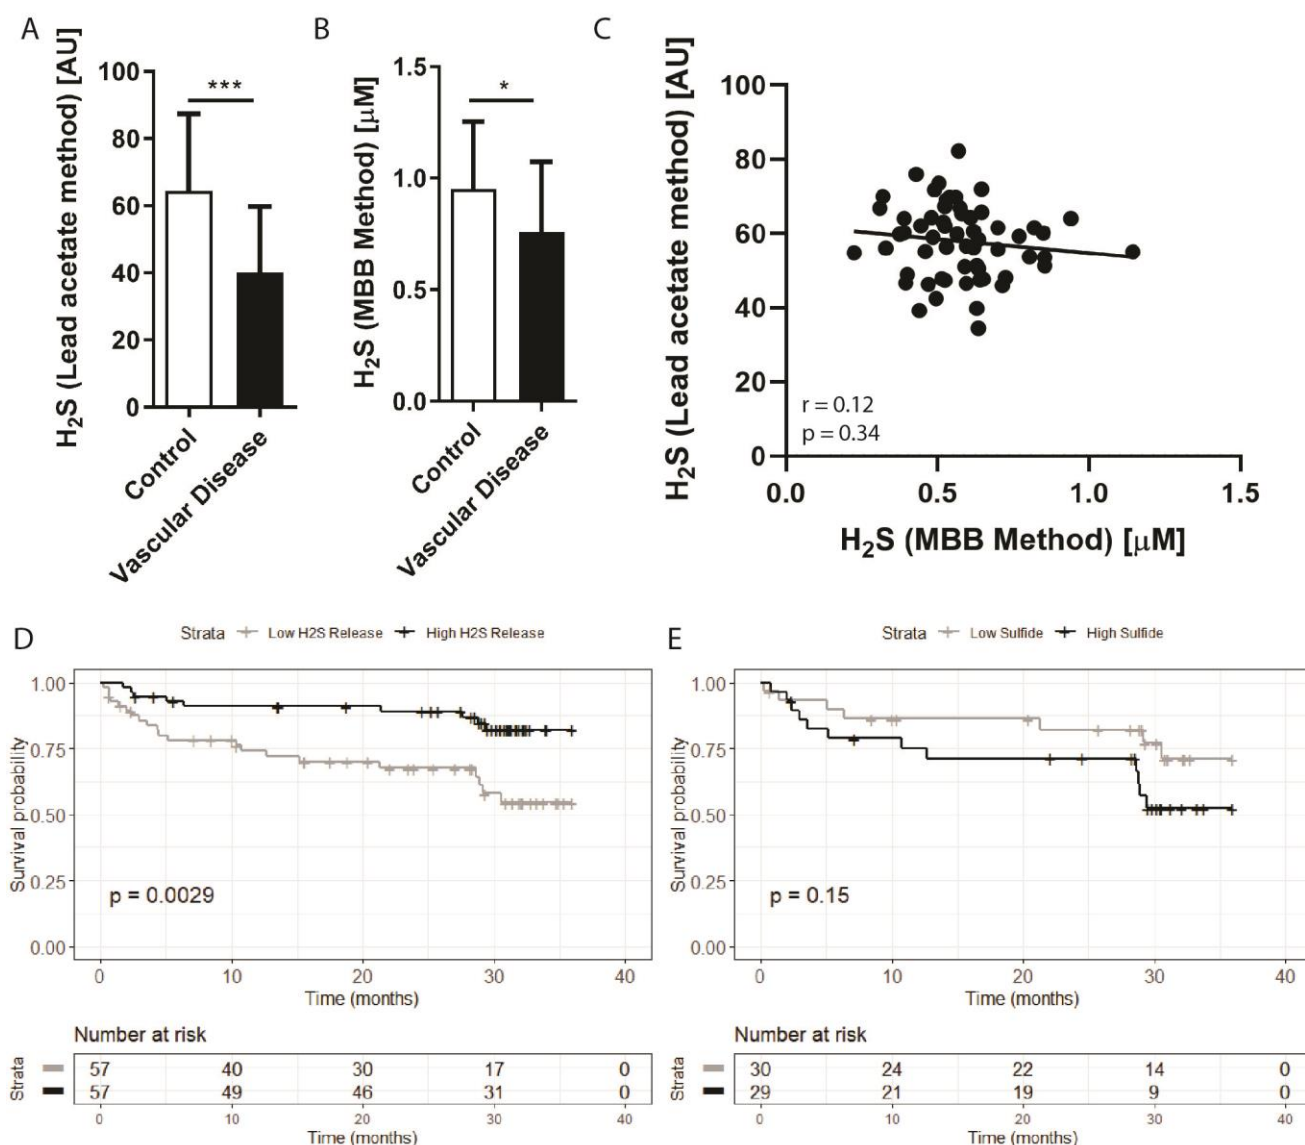 A
H2S (Lead acetate method) [AU]
100
80
60
40
20
0
***
Control
Vascular Disease
B
H2S (MBB Method) [μM]
1.5
1.0
0.5
0.0
*
Control
Vascular Disease
C
H2S (Lead acetate method) [AU]
100
80
60
40
20
0
r = 0.12
p = 0.34
0.0 0.5 1.0 1.5
H2S (MBB Method) [μM]
D
Strata Low H2S Release High H2S Release
Survival probability
1.00
0.75
0.50
0.25
0.00
p = 0.0029
0 10 20 30 40
Time (months)
Number at risk
Strata
57 40 30 17 0
57 49 46 31 0
0 10 20 30 40
Time (months)
E
Strata Low Sulfide High Sulfide
Survival probability
1.00
0.75
0.50
0.25
0.00
p = 0.15
0 10 20 30 40
Time (months)
Number at risk
Strata
30 24 22 14 0
29 21 19 9 0
0 10 20 30 40
Time (months)